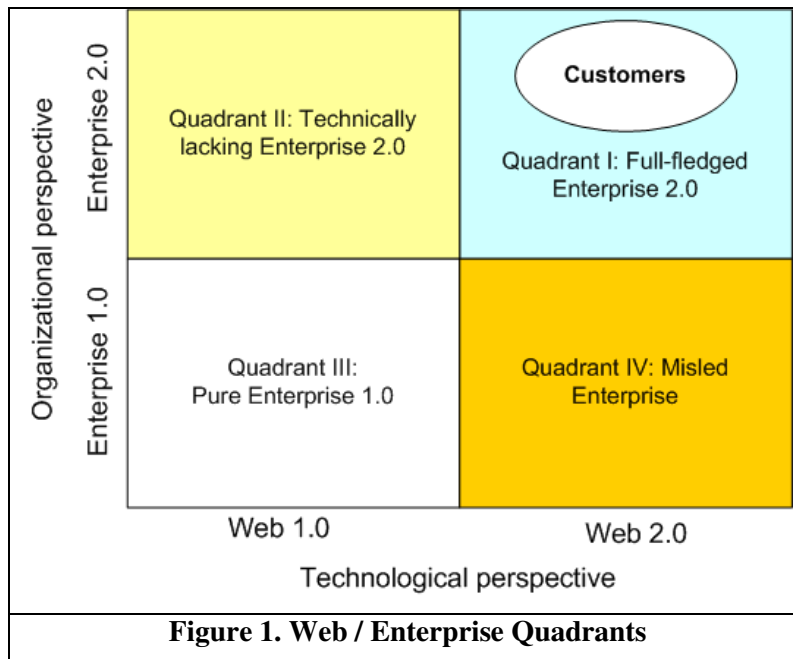 Organizational perspective
Enterprise 2.0
Enterprise 1.0
Quadrant II: Technically
lacking Enterprise 2.0
Customers
Quadrant I: Full-fledged
Enterprise 2.0
Quadrant III:
Pure Enterprise 1.0
Quadrant IV: Misled
Enterprise
Web 1.0
Web 2.0
Technological perspective
Figure 1. Web / Enterprise Quadrants